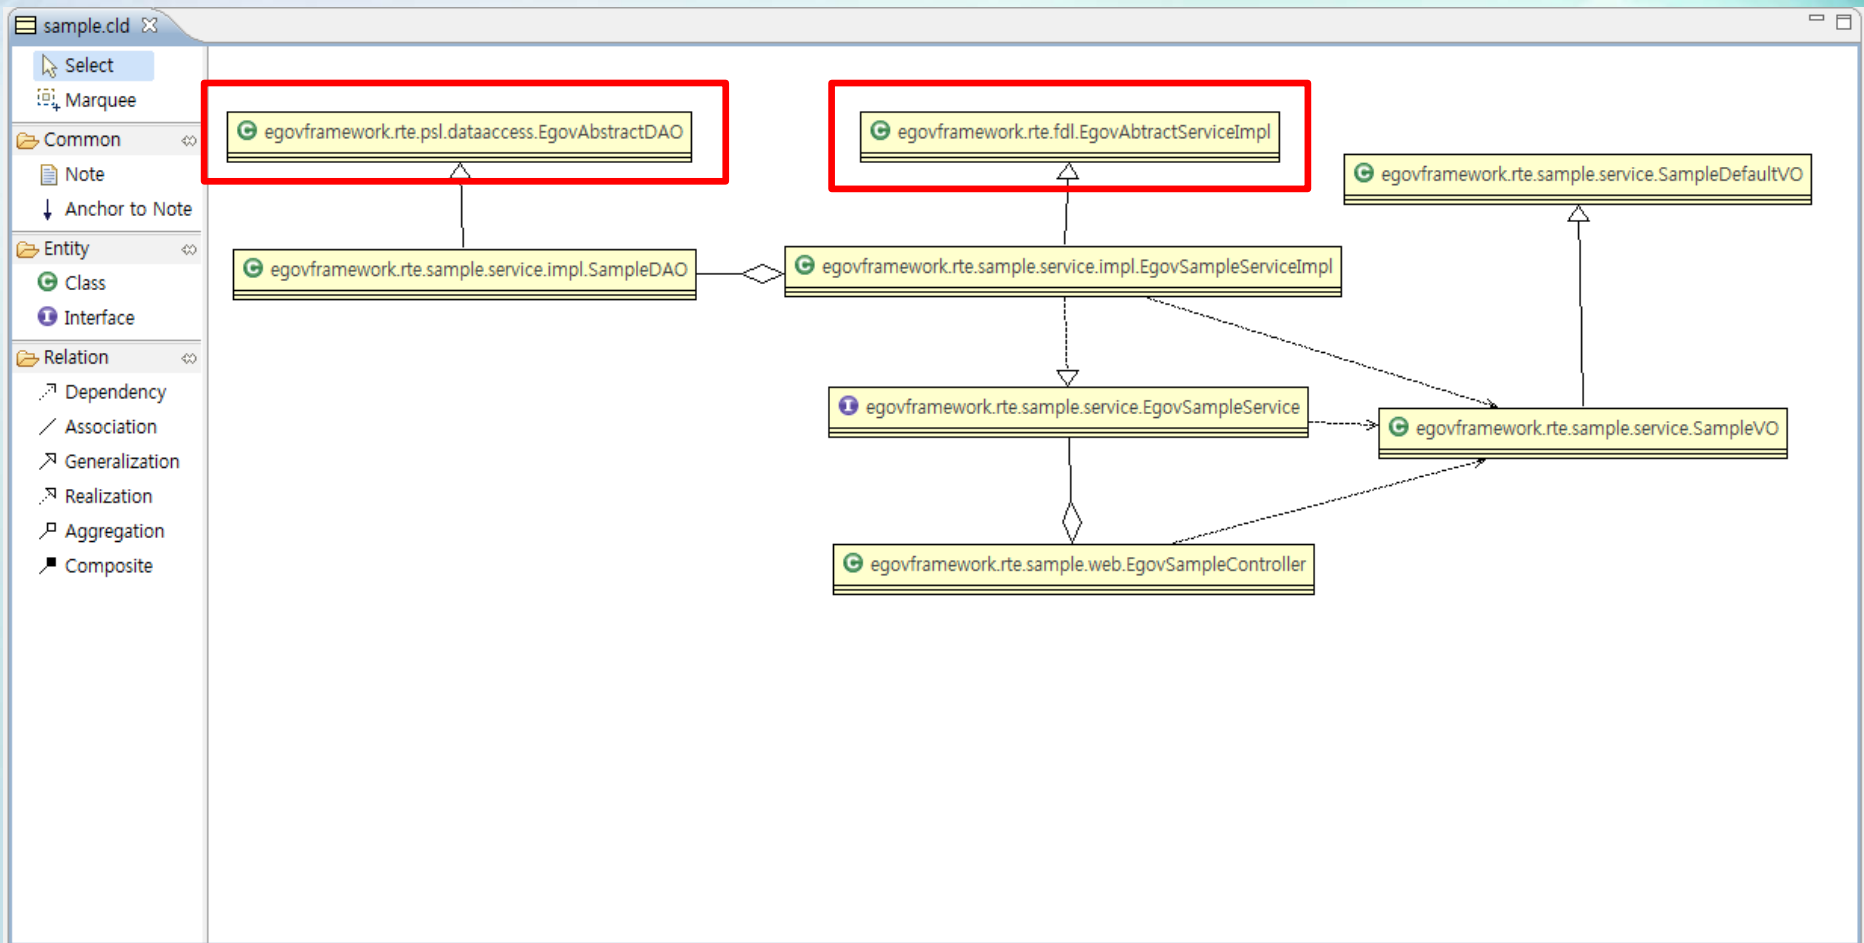 sample.cld
Select
Marquee
Common
Note
Anchor to Note
Entity
Class
Interface
Relation
Dependency
Association
Generalization
Realization
Aggregation
Composite
egovframework.rte.psl.dataaccess.EgovAbstractDAO
egovframework.rte.fdl.EgovAbtractServiceImpl
egovframework.rte.sample.service.SampleDefaultVO
egovframework.rte.sample.service.impl.SampleDAO
egovframework.rte.sample.service.impl.EgovSampleServiceImpl
egovframework.rte.sample.service.EgovSampleService
egovframework.rte.sample.service.SampleVO
egovframework.rte.sample.web.EgovSampleController